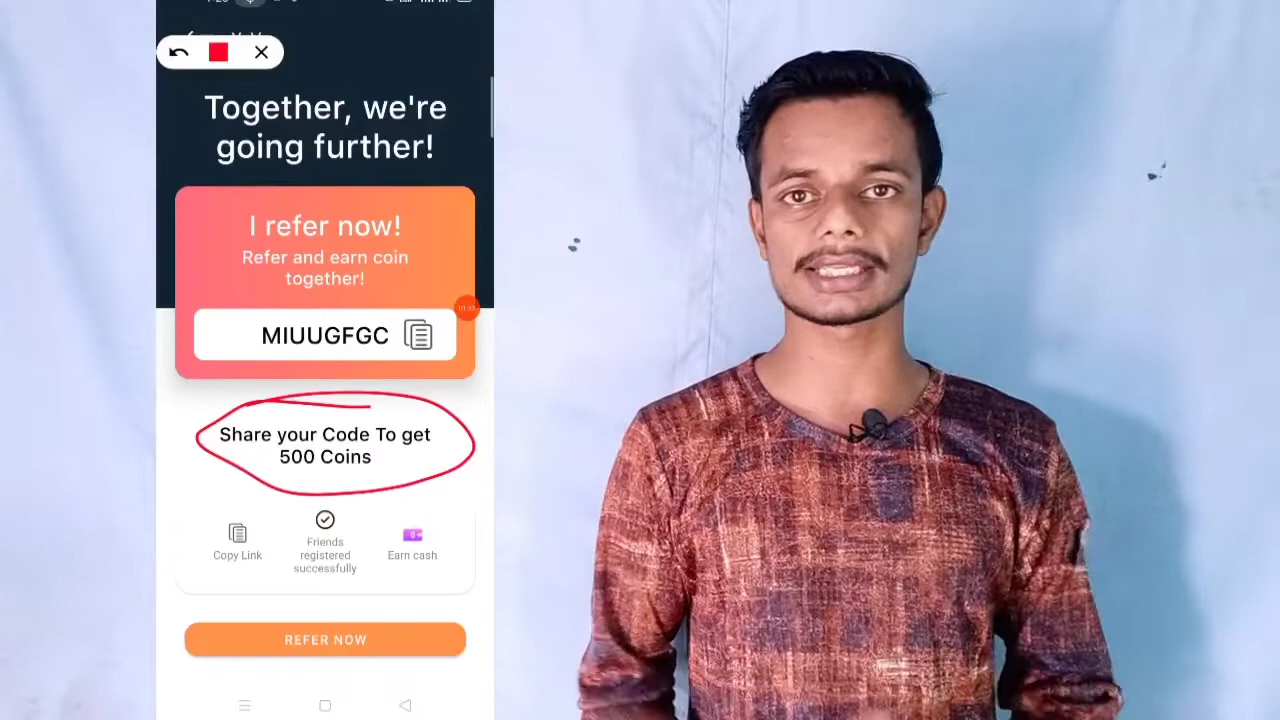 Together, we're
going further!
I refer now!
Refer and earn coin
together!
MIUUGFGC
Share your Code To get
500 Coins
Copy Link
Friends
registered
successfully
Earn cash
REFER NOW